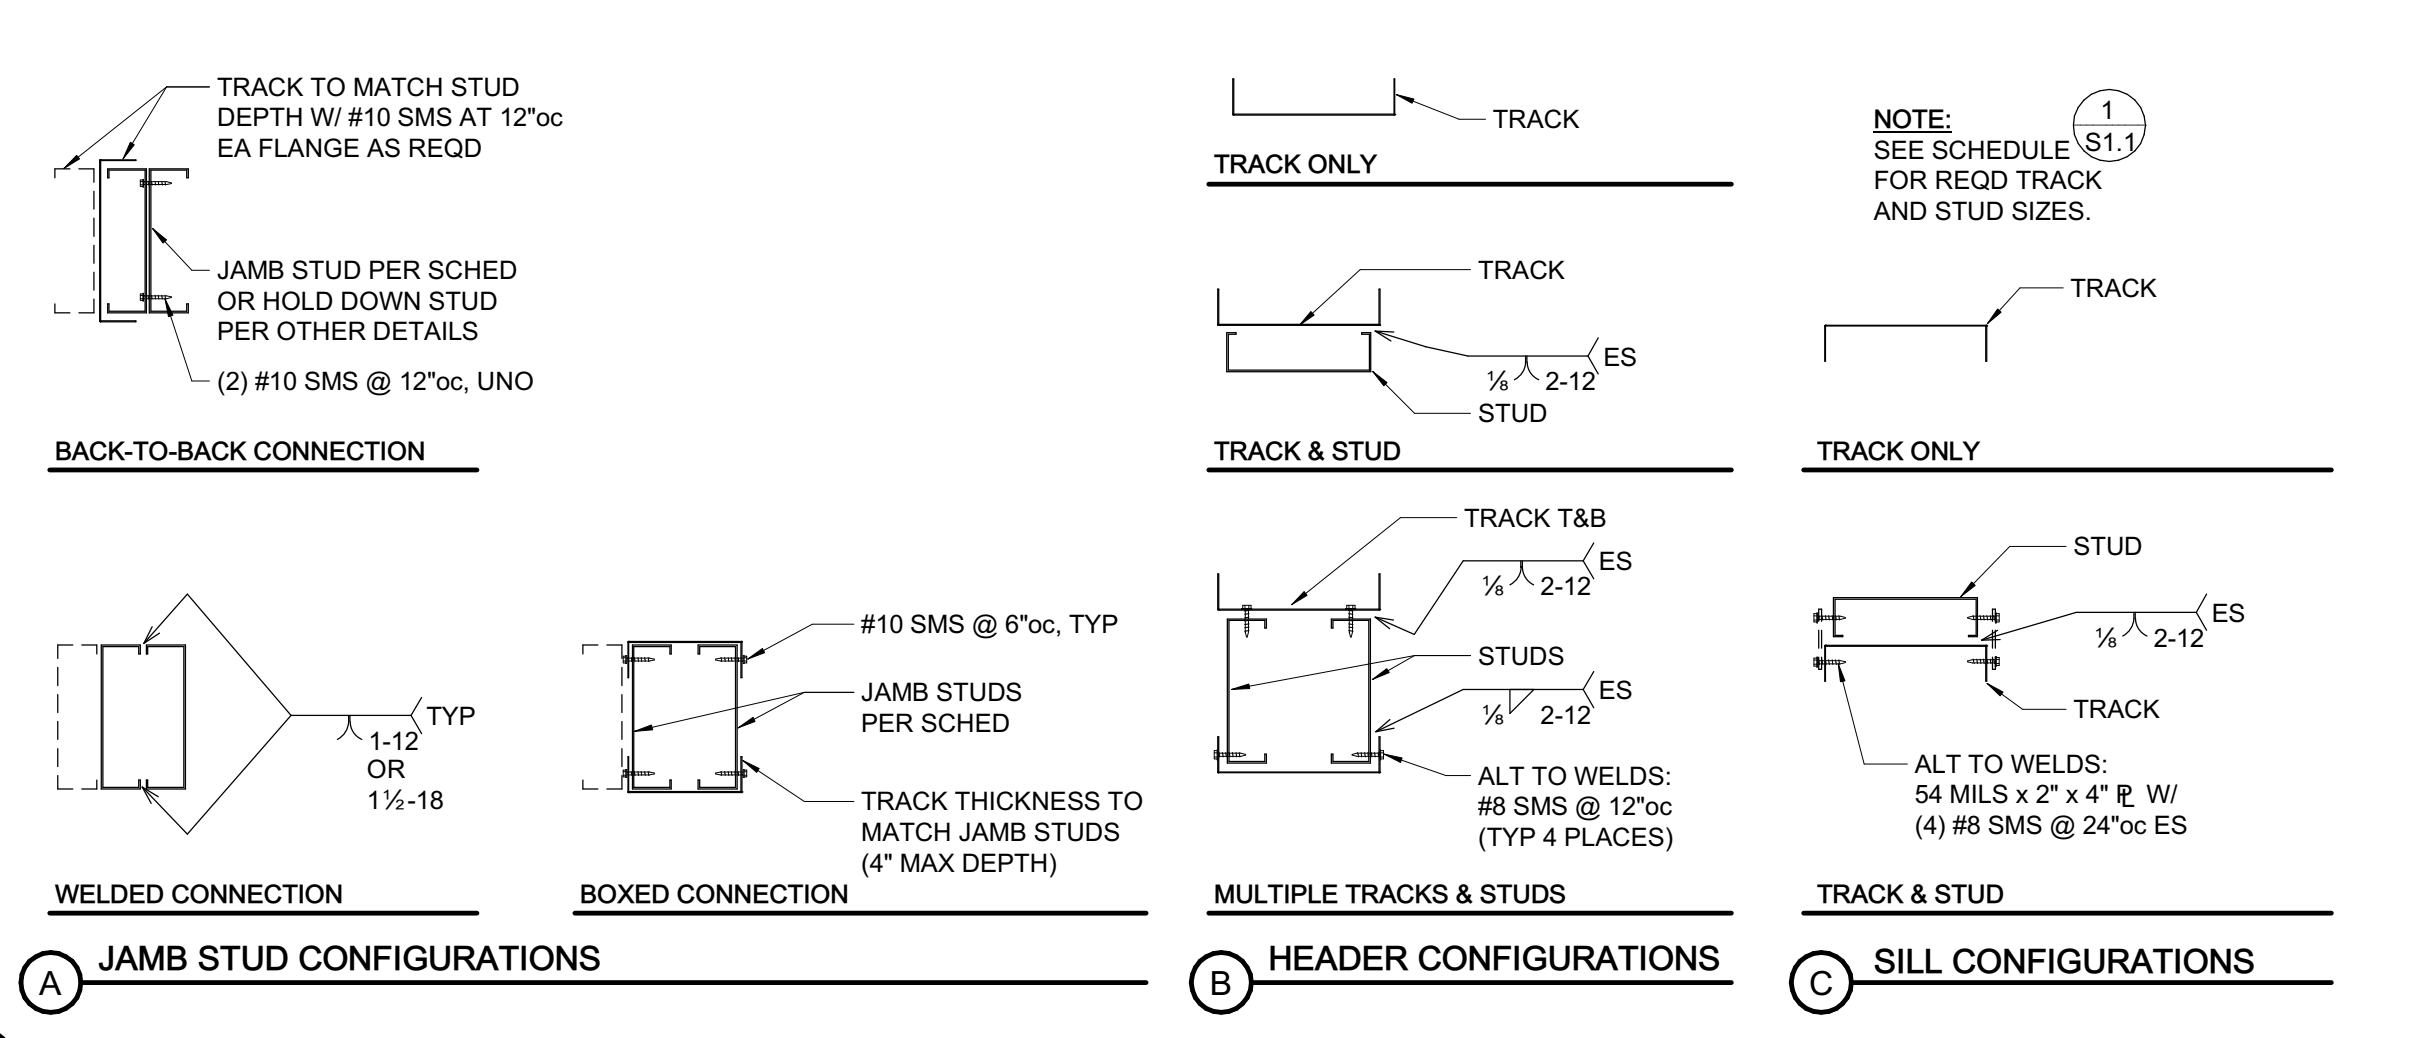 TRACK TO MATCH STUD
DEPTH W/ #10 SMS AT 12"oc
EA FLANGE AS REQD
JAMB STUD PER SCHED
OR HOLD DOWN STUD
PER OTHER DETAILS
(2) #10 SMS @ 12"oc, UNO
BACK-TO-BACK CONNECTION
TYP
1-12
OR
1½-18
WELDED CONNECTION
#10 SMS @ 6"oc, TYP
JAMB STUDS
PER SCHED
TRACK THICKNESS TO
MATCH JAMB STUDS
(4" MAX DEPTH)
BOXED CONNECTION
A
JAMB STUD CONFIGURATIONS
TRACK
TRACK ONLY
TRACK
ES
⅛ 2-12
STUD
TRACK & STUD
TRACK T&B
ES
⅛ 2-12
STUDS
ES
⅛ 2-12
ALT TO WELDS:
#8 SMS @ 12"oc
(TYP 4 PLACES)
MULTIPLE TRACKS & STUDS
B
HEADER CONFIGURATIONS
NOTE:
SEE SCHEDULE
FOR REQD TRACK
AND STUD SIZES.
1
S1.1
TRACK
TRACK ONLY
STUD
ES
⅛ 2-12
TRACK
ALT TO WELDS:
54 MILS x 2" x 4" ℄ W/
(4) #8 SMS @ 24"oc ES
TRACK & STUD
C
SILL CONFIGURATIONS